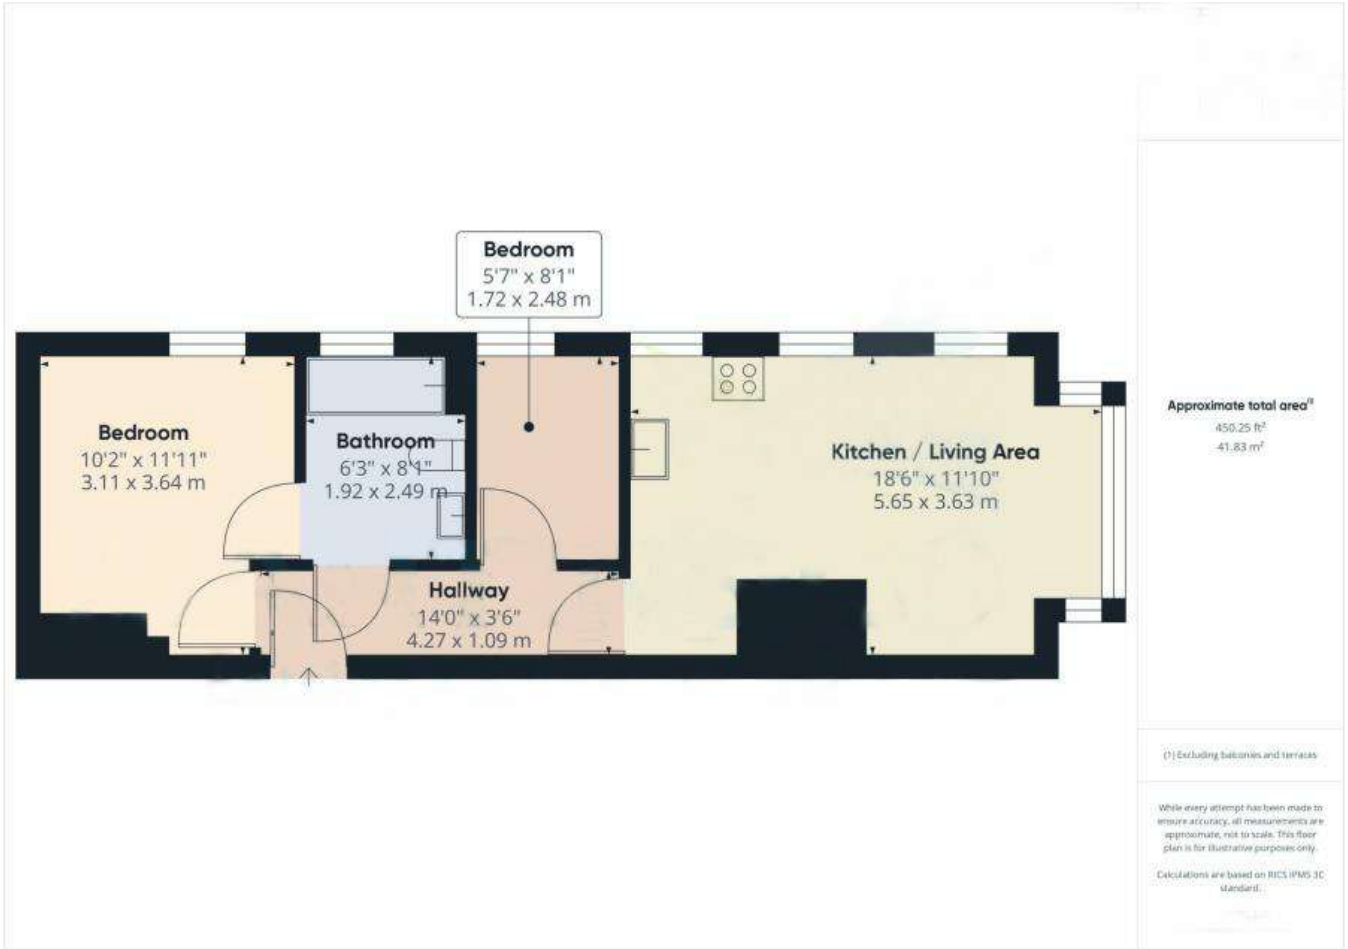 Bedroom
5'7" x 8'1"
1.72 x 2.48 m
Bedroom
10'2" x 11'11"
3.11 x 3.64 m
Bathroom
6'3" x 8'1"
1.92 x 2.49 m
Kitchen / Living Area
18'6" x 11'10"
5.65 x 3.63 m
Hallway
14'0" x 3'6"
4.27 x 1.09 m
Approximate total area⁽¹⁾
450.25 ft²
41.83 m²
(1) Excluding balconies and terraces
While every attempt has been made to
ensure accuracy, all measurements are
approximate, not to scale. This floor
plan is for illustrative purposes only.
Calculations are based on RICS IPMS 3C
standard.